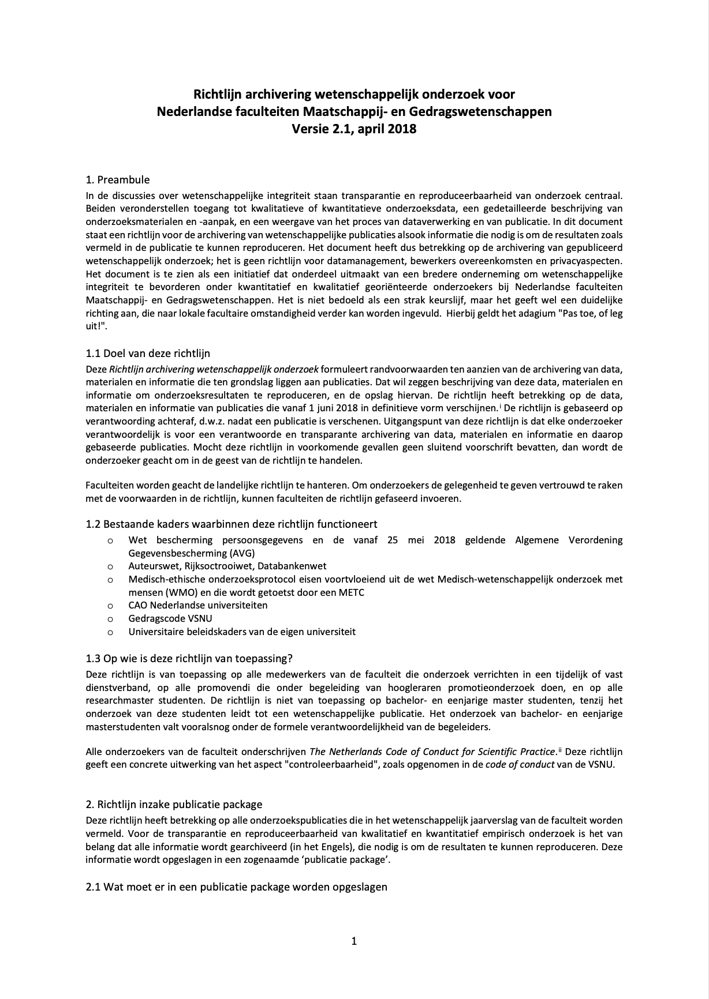 Richtlijn archivering wetenschappelijk onderzoek voor
Nederlandse faculteiten Maatschappij- en Gedragswetenschappen
Versie 2.1, april 2018
1. Preambule
In de discussies over wetenschappelijke integriteit staan transparantie en reproduceerbaarheid van onderzoek centraal.
Beiden veronderstellen toegang tot kwalitatieve of kwantitatieve onderzoeksdata, een gedetailleerde beschrijving van
onderzoeksmaterialen en -aanpak, en een weergave van het proces van dataverwerking en van publicatie. In dit document
staat een richtlijn voor de archivering van wetenschappelijke publicaties alsook informatie die nodig is om de resultaten zoals
vermeld in de publicatie te kunnen reproduceren. Het document heeft dus betrekking op de archivering van gepubliceerd
wetenschappelijk onderzoek; het is geen richtlijn voor datamanagement, bewerkers overeenkomsten en privacyaspecten.
Het document is te zien als een initiatief dat onderdeel uitmaakt van een bredere onderneming om wetenschappelijke
integriteit te bevorderen onder kwantitatief en kwalitatief georiënteerde onderzoekers bij Nederlandse faculteiten
Maatschappij- en Gedragswetenschappen. Het is niet bedoeld als een strak keurslijf, maar het geeft wel een duidelijke
richting aan, die naar lokale facultaire omstandigheid verder kan worden ingevuld. Hierbij geldt het adagium "Pas toe, of leg
uit!".
1.1 Doel van deze richtlijn
Deze Richtlijn archivering wetenschappelijk onderzoek formuleert randvoorwaarden ten aanzien van de archivering van data,
materialen en informatie die ten grondslag liggen aan publicaties. Dat wil zeggen beschrijving van deze data, materialen en
informatie om onderzoeksresultaten te reproduceren, en de opslag hiervan. De richtlijn heeft betrekking op de data,
materialen en informatie van publicaties die vanaf 1 juni 2018 in definitieve vorm verschijnen.ⁱ De richtlijn is gebaseerd op
verantwoording achteraf, d.w.z. nadat een publicatie is verschenen. Uitgangspunt van deze richtlijn is dat elke onderzoeker
verantwoordelijk is voor een verantwoorde en transparante archivering van data, materialen en informatie en daarop
gebaseerde publicaties. Mocht deze richtlijn in voorkomende gevallen geen sluitend voorschrift bevatten, dan wordt de
onderzoeker geacht om in de geest van de richtlijn te handelen.
Faculteiten worden geacht de landelijke richtlijn te hanteren. Om onderzoekers de gelegenheid te geven vertrouwd te raken
met de voorwaarden in de richtlijn, kunnen faculteiten de richtlijn gefaseerd invoeren.
1.2 Bestaande kaders waarbinnen deze richtlijn functioneert
o Wet bescherming persoonsgegevens en de vanaf 25 mei 2018 geldende Algemene Verordening
Gegevensbescherming (AVG)
o Auteurswet, Rijksoctrooiwet, Databankenwet
o Medisch-ethische onderzoeksprotocol eisen voortvloeiend uit de wet Medisch-wetenschappelijk onderzoek met
mensen (WMO) en die wordt getoetst door een METC
o CAO Nederlandse universiteiten
o Gedragscode VSNU
o Universitaire beleidskaders van de eigen universiteit
1.3 Op wie is deze richtlijn van toepassing?
Deze richtlijn is van toepassing op alle medewerkers van de faculteit die onderzoek verrichten in een tijdelijk of vast
dienstverband, op alle promovendi die onder begeleiding van hoogleraren promotieonderzoek doen, en op alle
researchmaster studenten. De richtlijn is niet van toepassing op bachelor- en eenjarige master studenten, tenzij het
onderzoek van deze studenten leidt tot een wetenschappelijke publicatie. Het onderzoek van bachelor- en eenjarige
masterstudenten valt vooralsnog onder de formele verantwoordelijkheid van de begeleiders.
Alle onderzoekers van de faculteit onderschrijven The Netherlands Code of Conduct for Scientific Practice.ⁱⁱ Deze richtlijn
geeft een concrete uitwerking van het aspect "controleerbaarheid", zoals opgenomen in de code of conduct van de VSNU.
2. Richtlijn inzake publicatie package
Deze richtlijn heeft betrekking op alle onderzoekspublicaties die in het wetenschappelijk jaarverslag van de faculteit worden
vermeld. Voor de transparantie en reproduceerbaarheid van kwalitatief en kwantitatief empirisch onderzoek is het van
belang dat alle informatie wordt gearchiveerd (in het Engels), die nodig is om de resultaten te kunnen reproduceren. Deze
informatie wordt opgeslagen in een zogenaamde ‘publicatie package’.
2.1 Wat moet er in een publicatie package worden opgeslagen
1